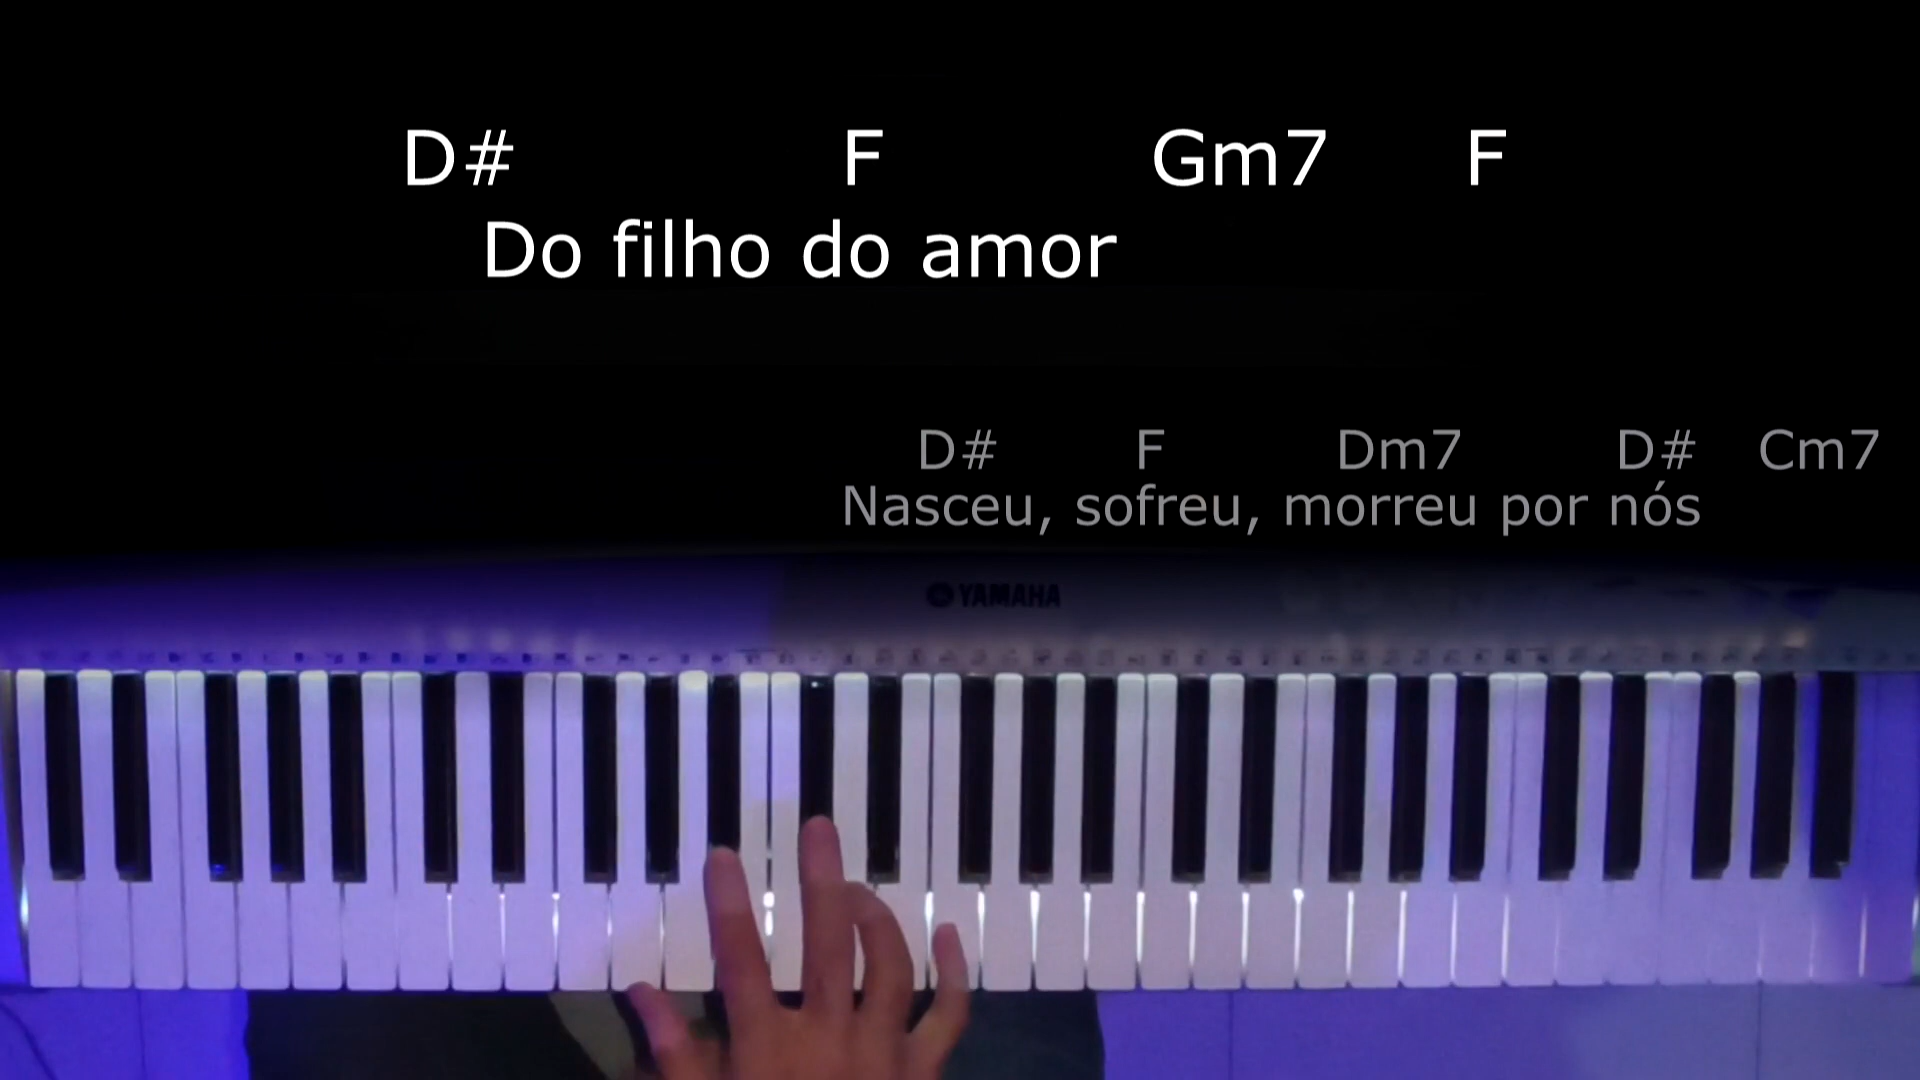 D# F Gm7 F
Do filho do amor
D# F Dm7 D# Cm7
Nasceu, sofreu, morreu por nós
YAMAHA